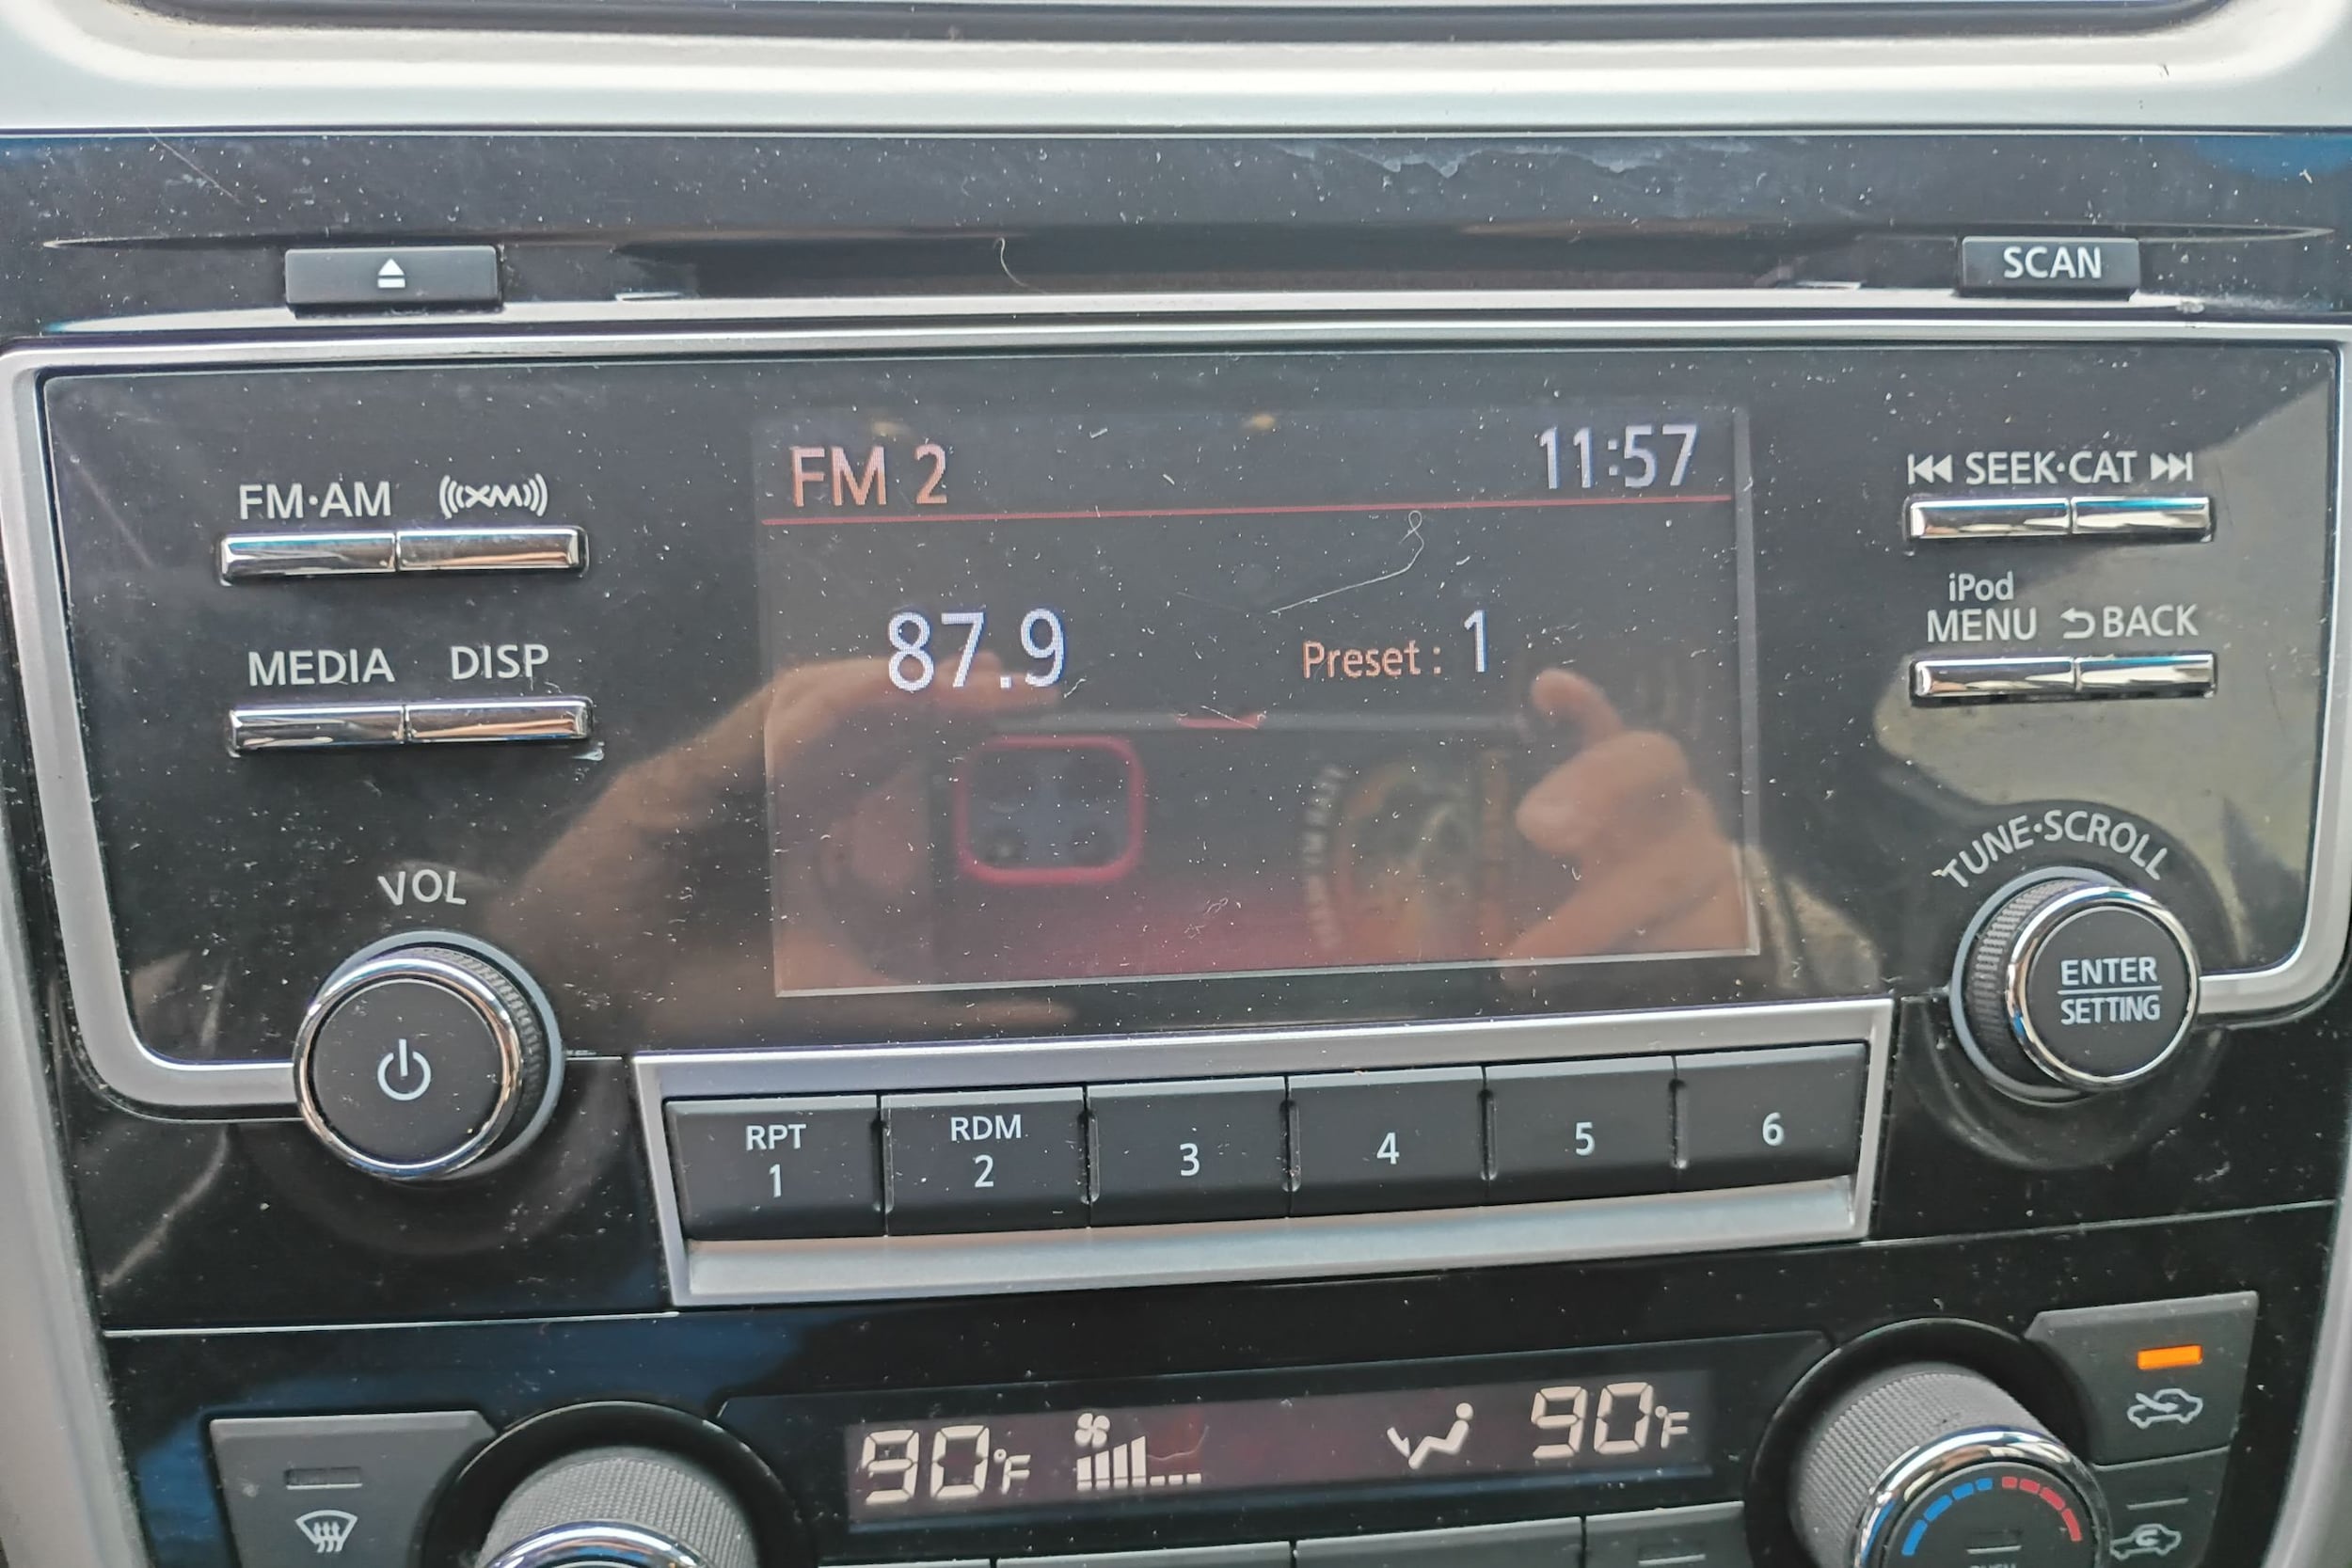 SCAN
FM 2 11:57
FM·AM XM
SEEK·CAT
87.9 Preset : 1
iPod
MENU BACK
MEDIA DISP
TUNE·SCROLL
VOL
ENTER
SETTING
RPT
1
RDM
2
3
4
5
6
90°F 90°F